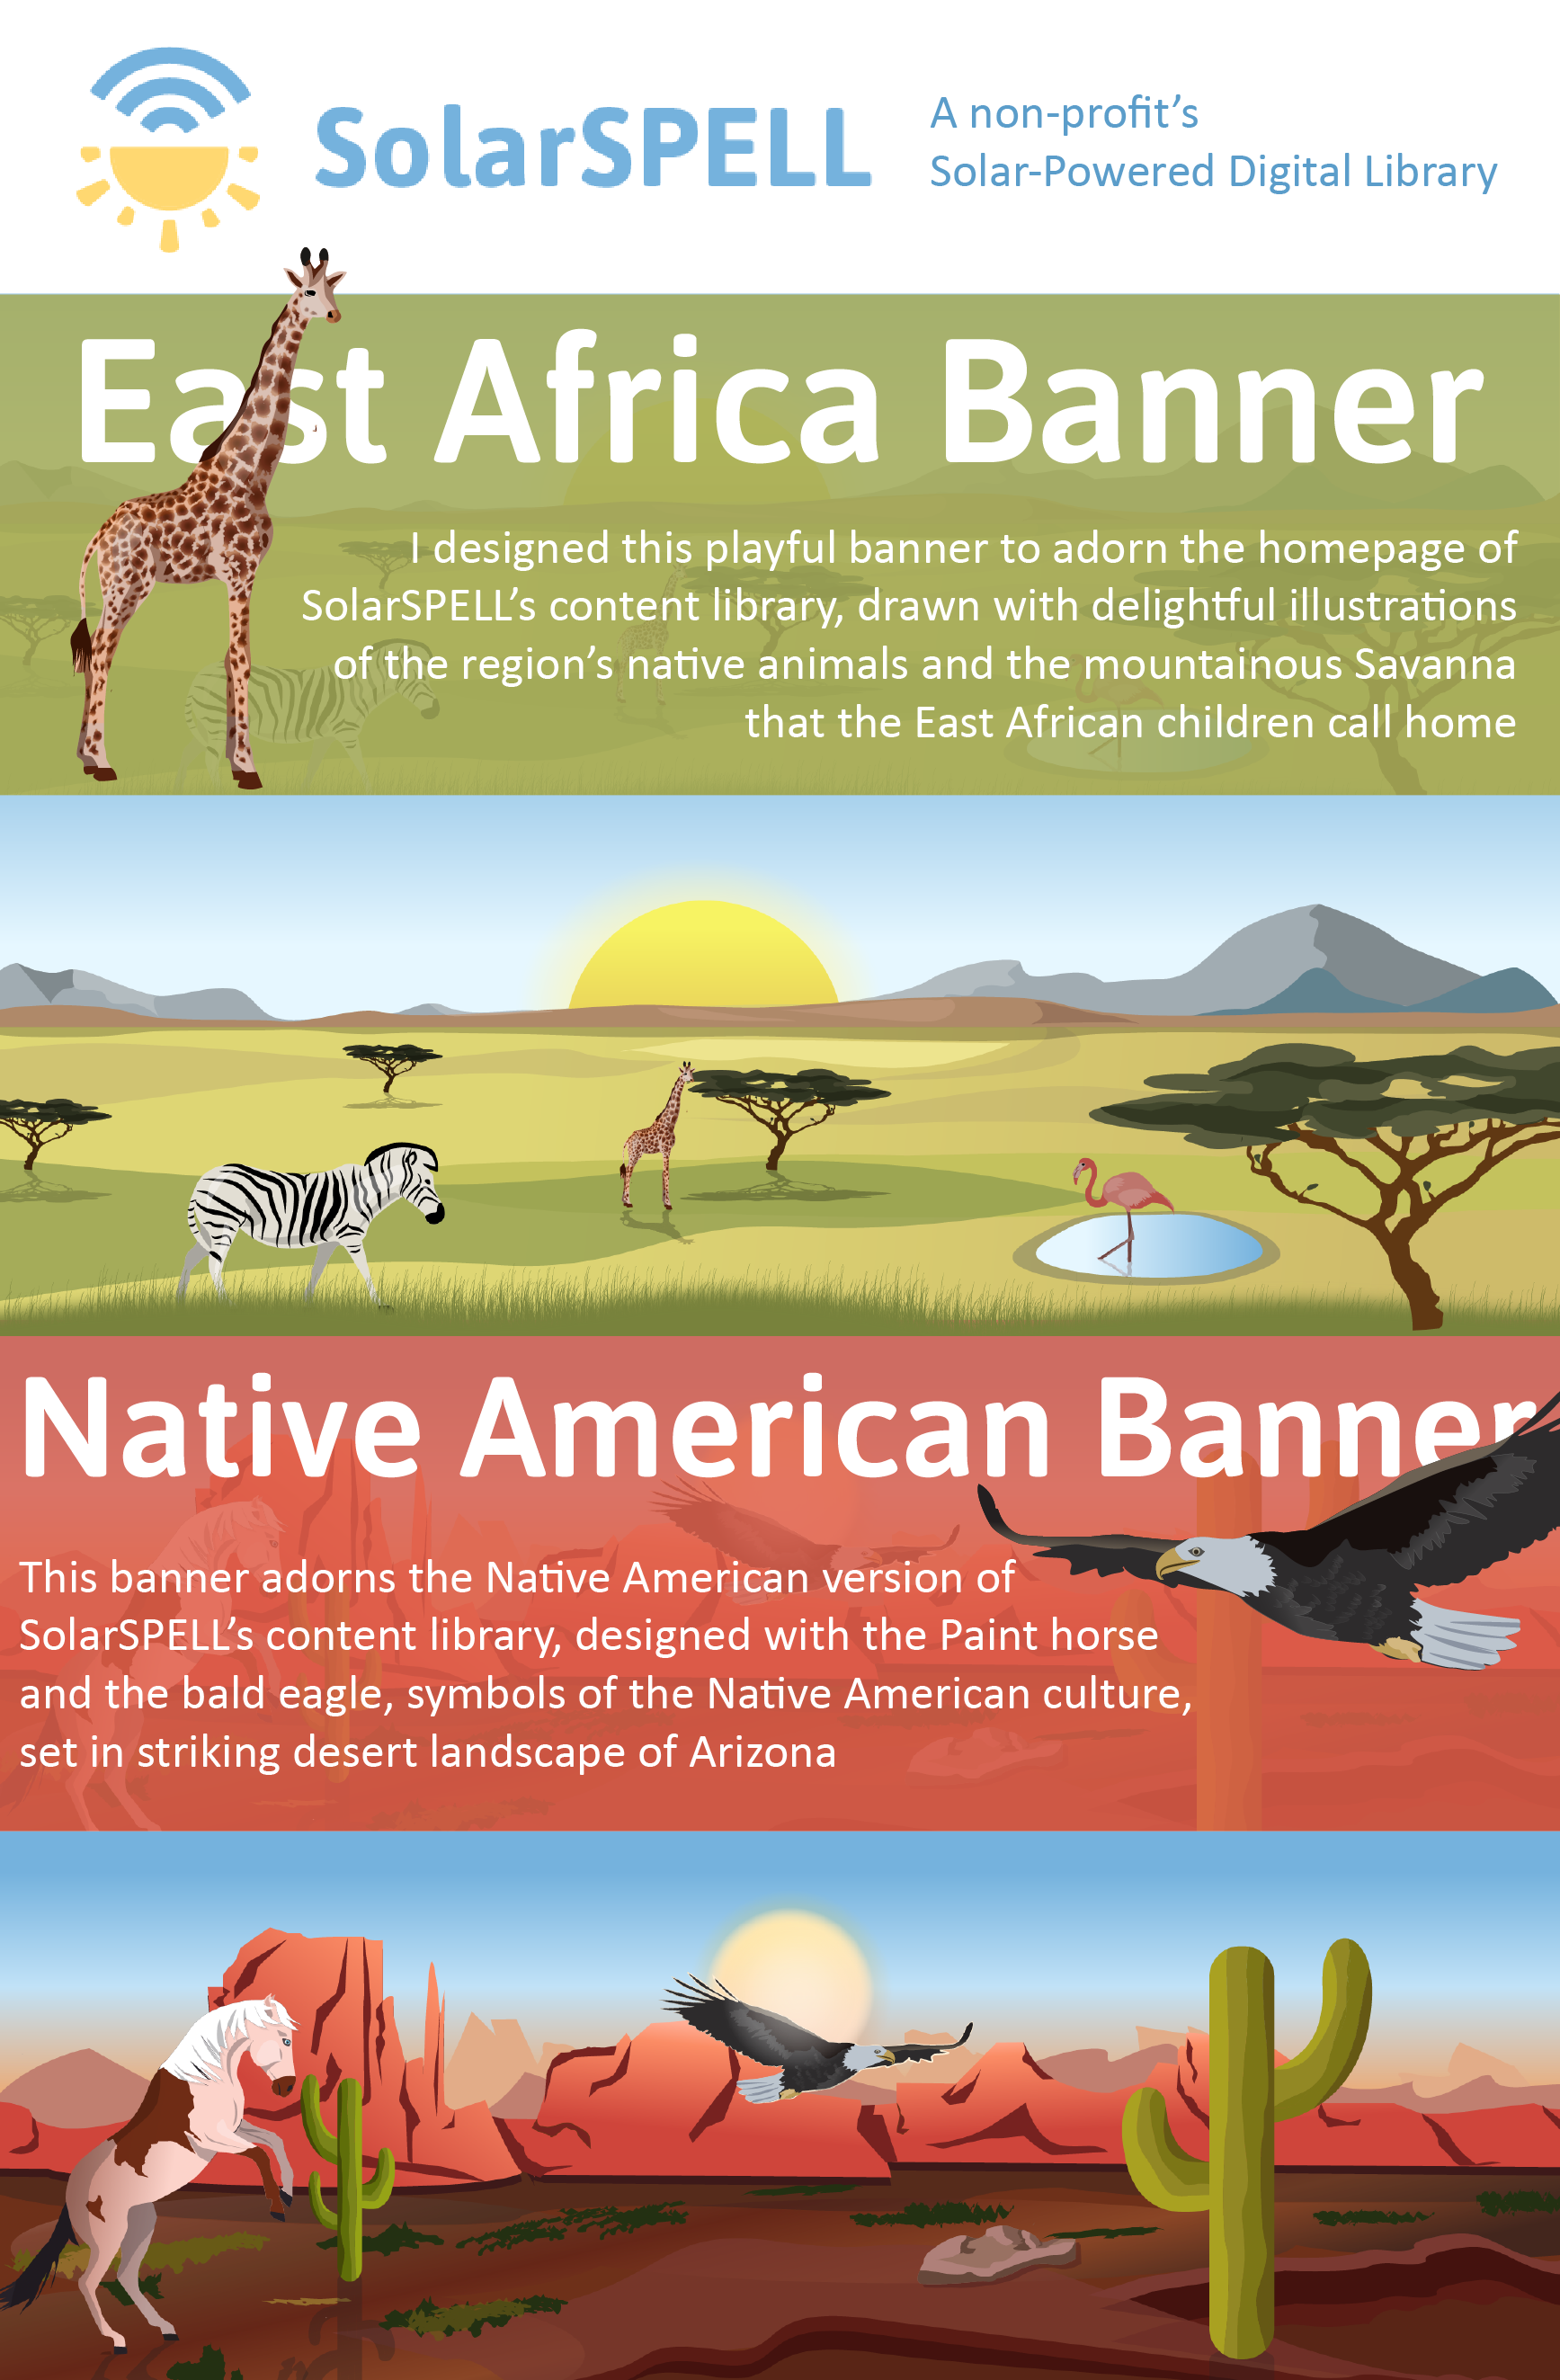 SolarSPELL
A non-profit's
Solar-Powered Digital Library
East Africa Banner
I designed this playful banner to adorn the homepage of
SolarSPELL's content library, drawn with delightful illustrations
of the region's native animals and the mountainous Savanna
that the East African children call home
Native American Banner
This banner adorns the Native American version of
SolarSPELL's content library, designed with the Paint horse
and the bald eagle, symbols of the Native American culture,
set in striking desert landscape of Arizona